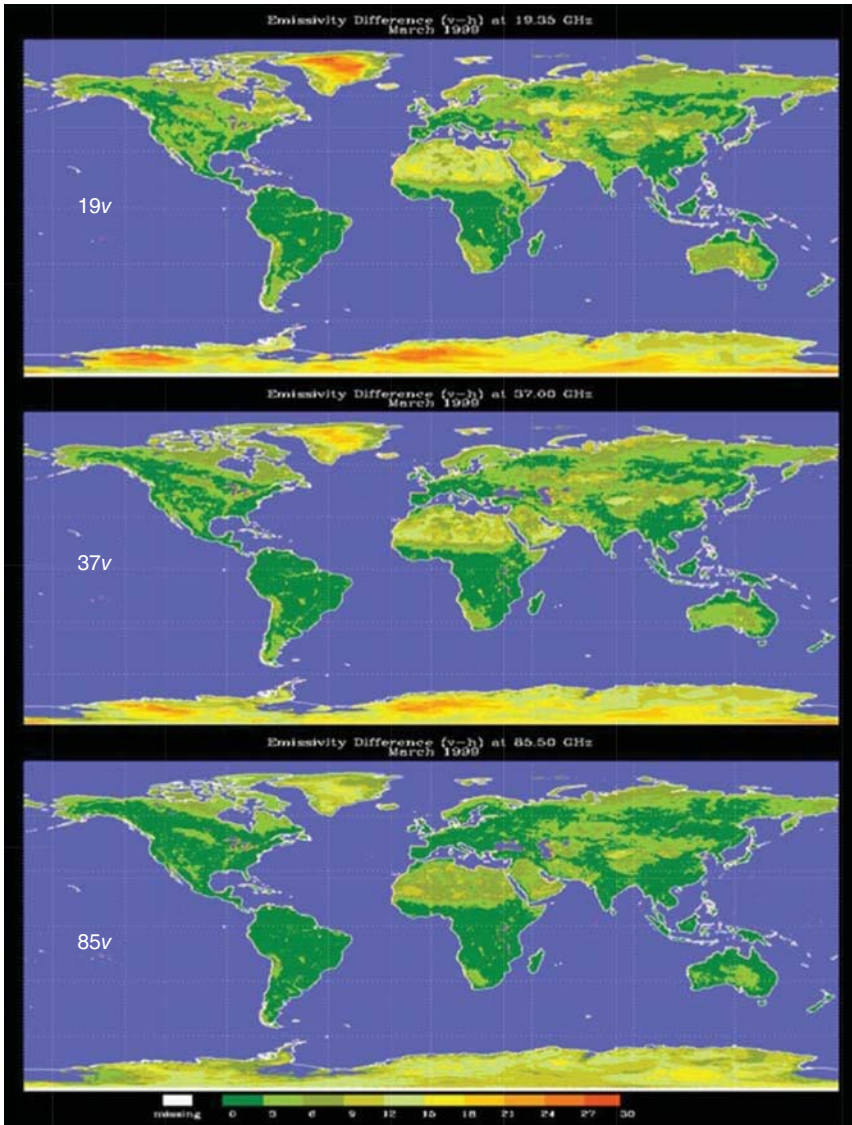 Emissivity Difference (v-h) at 19.35 GHz
March 1999
19v
Emissivity Difference (v-h) at 37.00 GHz
March 1999
37v
Emissivity Difference (v-h) at 85.50 GHz
March 1999
85v
missing 0 3 6 9 12 15 18 21 24 27 30